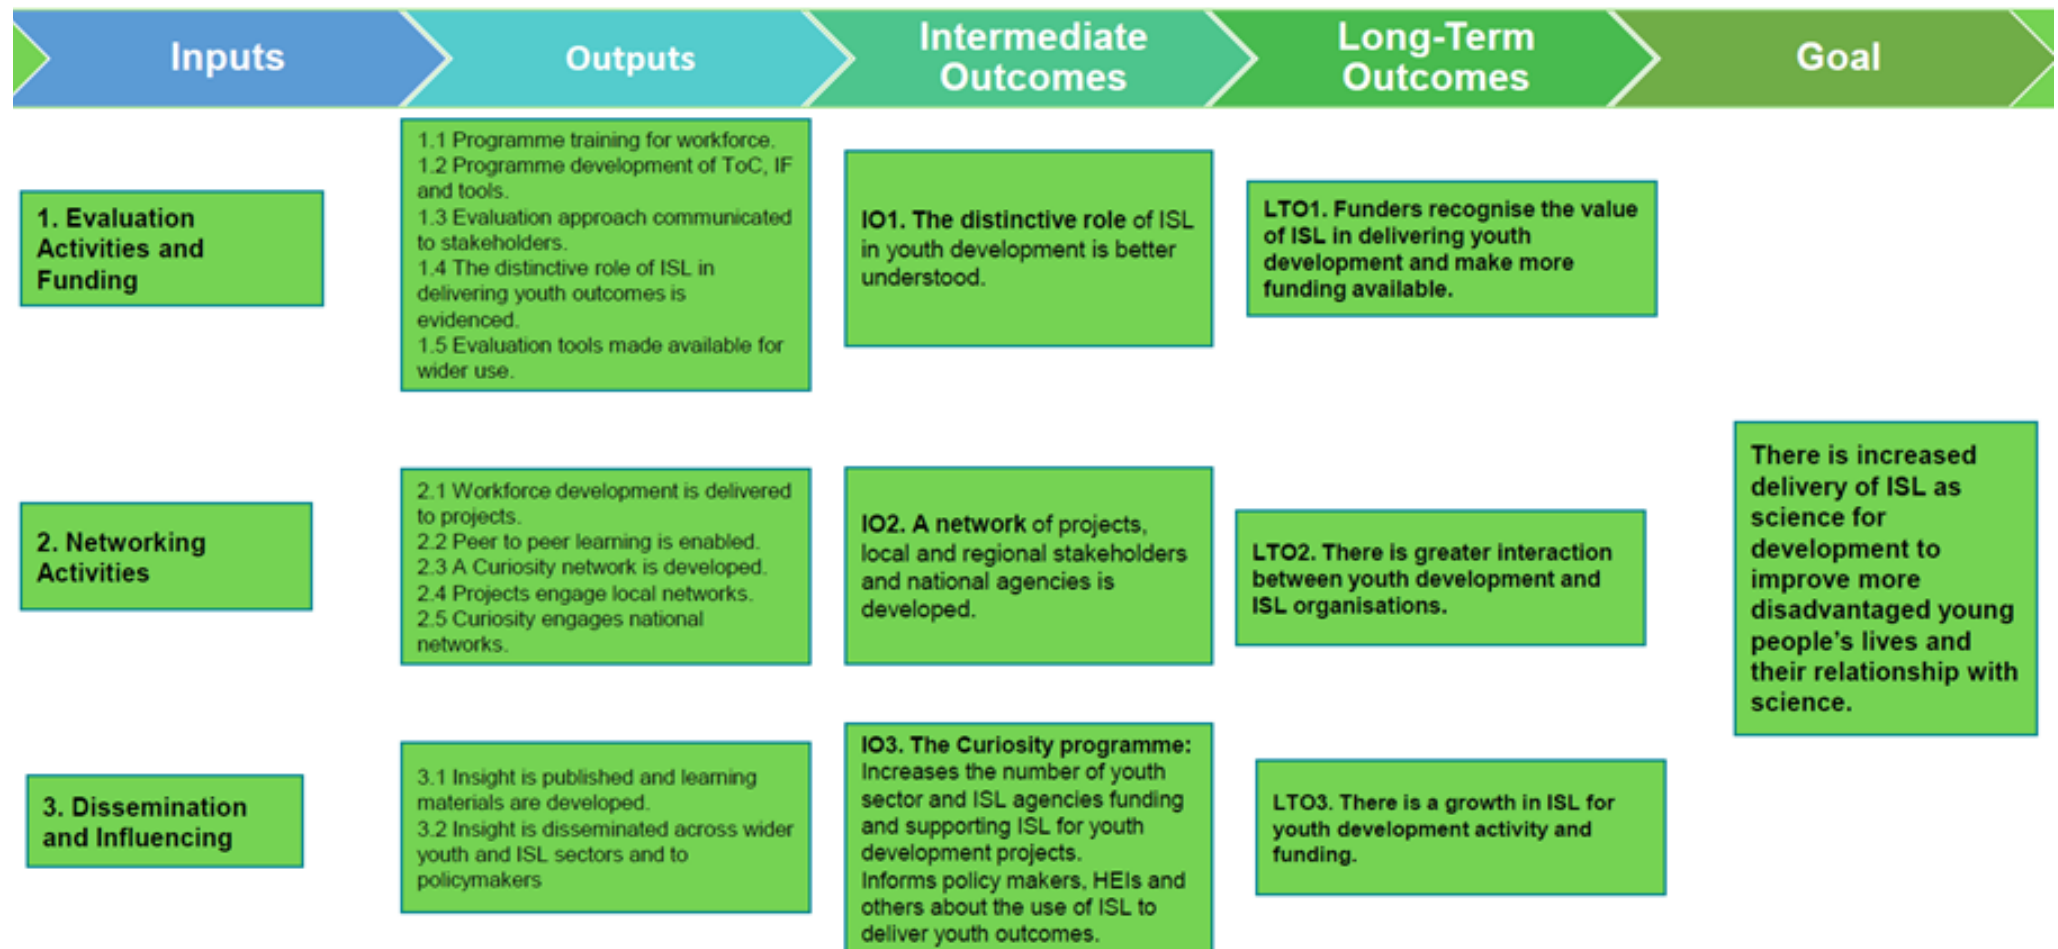 Inputs
Outputs
Intermediate
Outcomes
Long-Term
Outcomes
Goal
1. Evaluation
Activities and
Funding
1.1 Programme training for workforce.
1.2 Programme development of ToC, IF
and tools.
1.3 Evaluation approach communicated
to stakeholders.
1.4 The distinctive role of ISL in
delivering youth outcomes is
evidenced.
1.5 Evaluation tools made available for
wider use.
IO1. The distinctive role of ISL
in youth development is better
understood.
LTO1. Funders recognise the value
of ISL in delivering youth
development and make more
funding available.
2. Networking
Activities
2.1 Workforce development is delivered
to projects.
2.2 Peer to peer learning is enabled.
2.3 A Curiosity network is developed.
2.4 Projects engage local networks.
2.5 Curiosity engages national
networks.
IO2. A network of projects,
local and regional stakeholders
and national agencies is
developed.
LTO2. There is greater interaction
between youth development and
ISL organisations.
There is increased
delivery of ISL as
science for
development to
improve more
disadvantaged young
people's lives and
their relationship with
science.
3. Dissemination
and Influencing
3.1 Insight is published and learning
materials are developed.
3.2 Insight is disseminated across wider
youth and ISL sectors and to
policymakers
IO3. The Curiosity programme:
Increases the number of youth
sector and ISL agencies funding
and supporting ISL for youth
development projects.
Informs policy makers, HEIs and
others about the use of ISL to
deliver youth outcomes.
LTO3. There is a growth in ISL for
youth development activity and
funding.